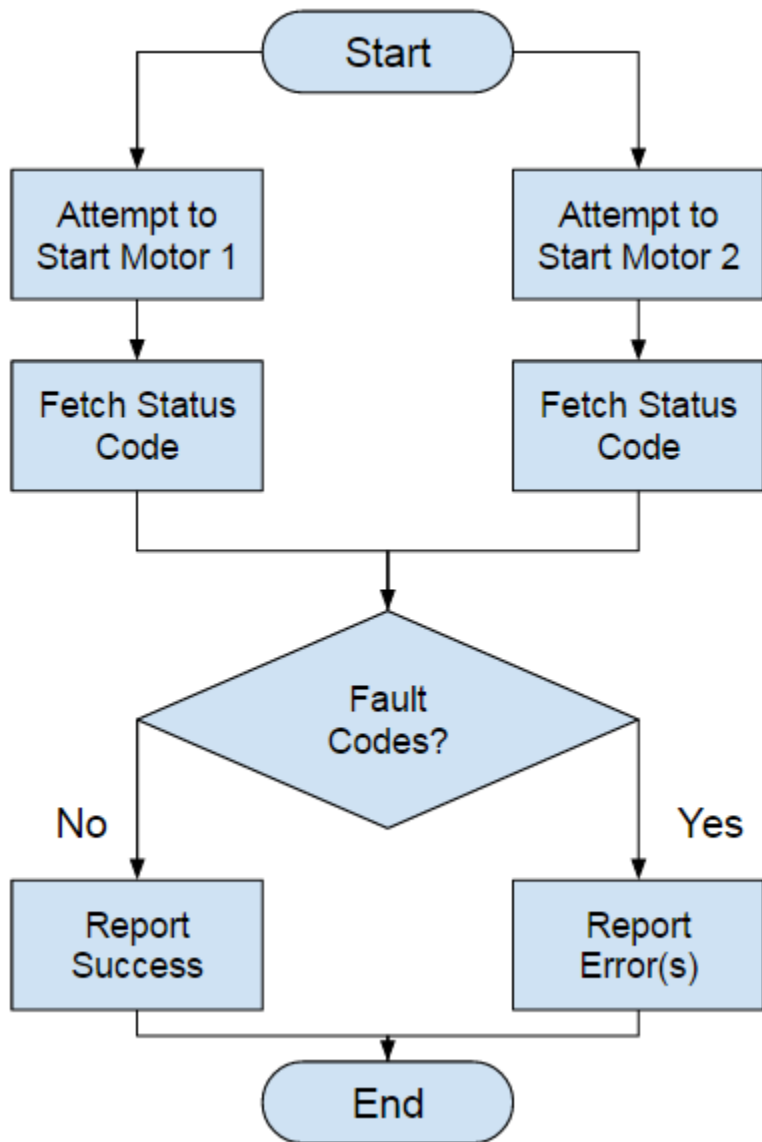 Start
Attempt to
Start Motor 1
Attempt to
Start Motor 2
Fetch Status
Code
Fetch Status
Code
Fault
Codes?
No
Yes
Report
Success
Report
Error(s)
End